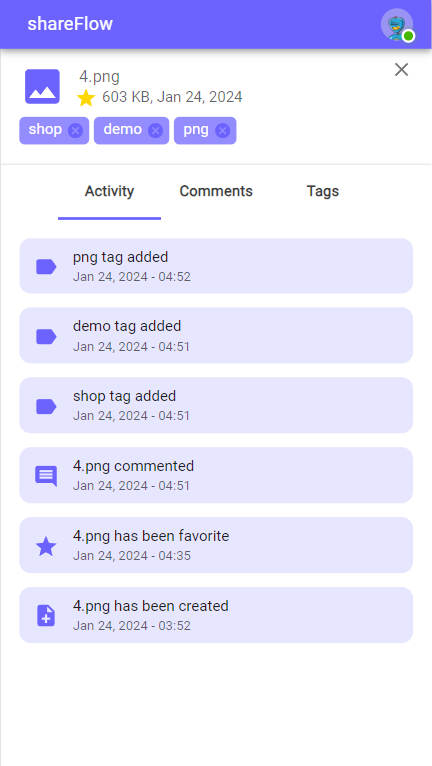 shareFlow
4.png
603 KB, Jan 24, 2024
shop demo png
Activity Comments Tags
png tag added
Jan 24, 2024 - 04:52
demo tag added
Jan 24, 2024 - 04:51
shop tag added
Jan 24, 2024 - 04:51
4.png commented
Jan 24, 2024 - 04:51
4.png has been favorite
Jan 24, 2024 - 04:35
4.png has been created
Jan 24, 2024 - 03:52